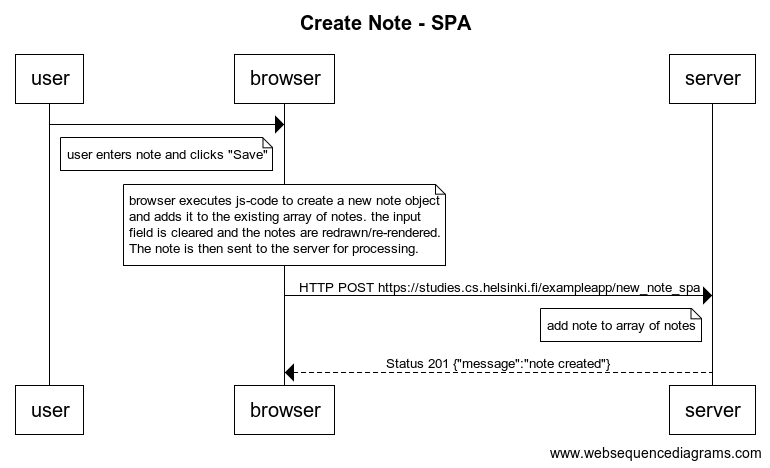 Create Note - SPA
user
browser
server
user enters note and clicks "Save"
browser executes js-code to create a new note object
and adds it to the existing array of notes. the input
field is cleared and the notes are redrawn/re-rendered.
The note is then sent to the server for processing.
HTTP POST https://studies.cs.helsinki.fi/exampleapp/new_note_spa
add note to array of notes
Status 201 {"message":"note created"}
user
browser
server
www.websequencediagrams.com